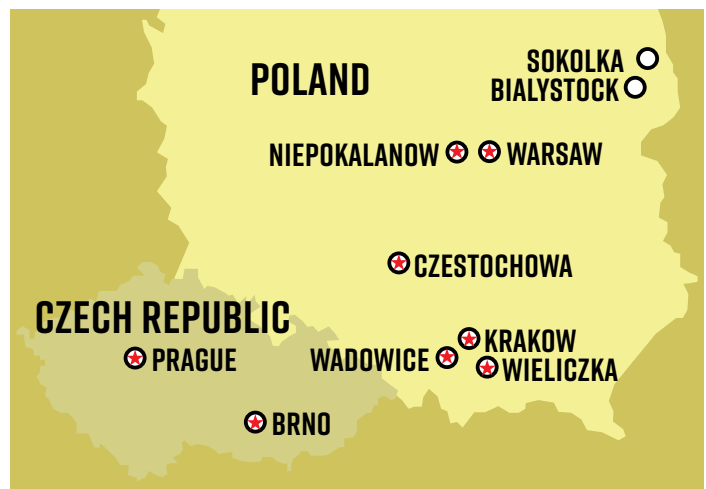 SOKOLKA
POLAND
BIALYSTOCK
NIEPOKALANOW
WARSAW
CZESTOCHOWA
CZECH REPUBLIC
KRAKOW
PRAGUE
WADOWICE
WIELICZKA
BRNO